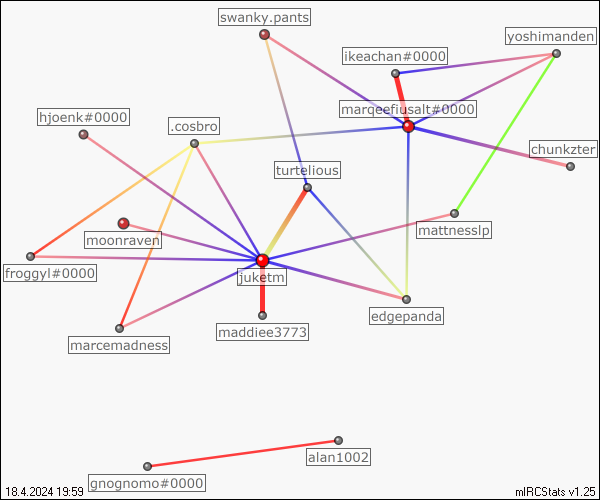 swanky.pants
yoshimanden
ikeachan#0000
marqeefiusalt#0000
hjoenk#0000
.cosbro
chunkzter
turtelious
mattnesslp
moonraven
froggyl#0000
juketm
edgepanda
maddiee3773
marcemadness
alan1002
gnognomo#0000
18.4.2024 19:59
mIRCStats v1.25